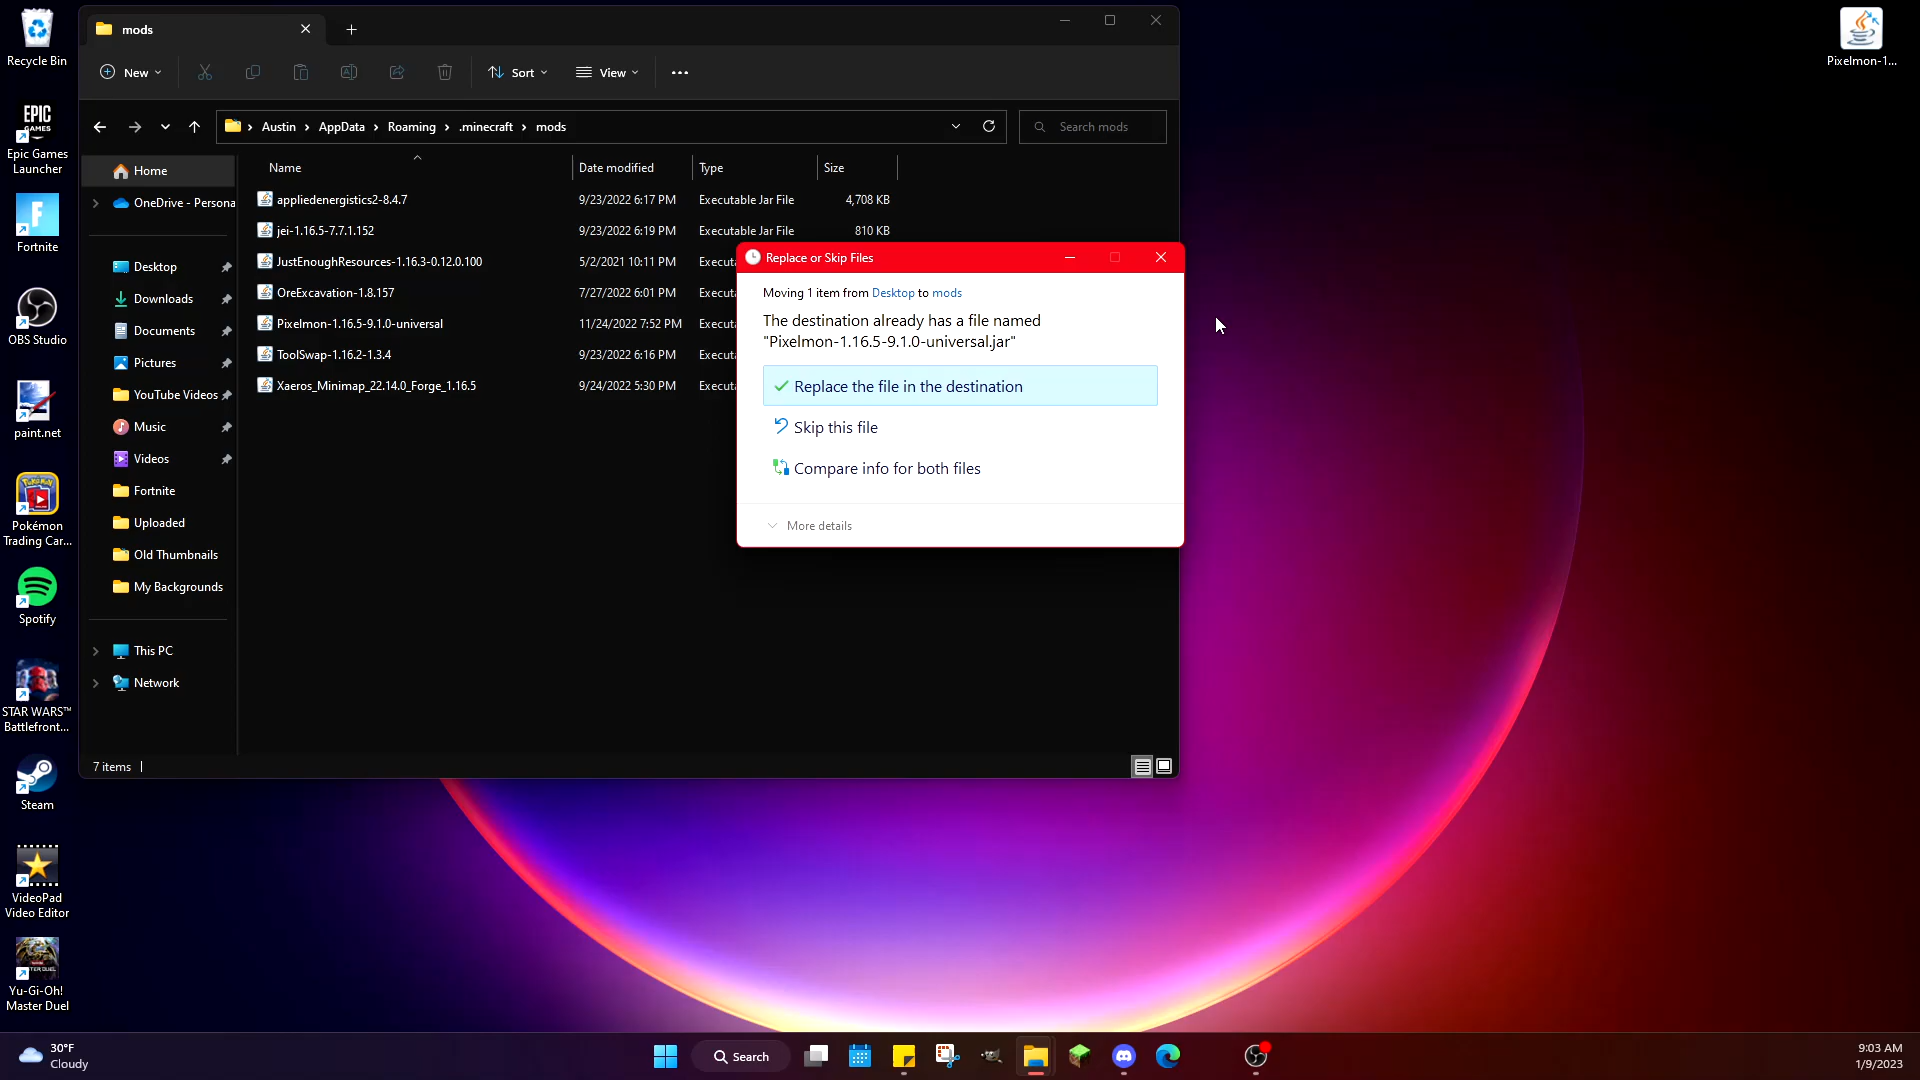 mods
New
Sort
View
Austin
AppData
Roaming
.minecraft
mods
Search mods
Recycle Bin
Epic Games
Launcher
Fortnite
OBS Studio
paint.net
Pokémon
Trading Car...
Spotify
STAR WARS™
Battlefront...
Steam
VideoPad
Video Editor
Yu-Gi-Oh!
Master Duel
EPIC
GAMES
Home
OneDrive - Persona
Desktop
Downloads
Documents
Pictures
YouTube Videos
Music
Videos
Fortnite
Uploaded
Old Thumbnails
My Backgrounds
This PC
Network
Name Date modified Type Size
appliedenergistics2-8.4.7 9/23/2022 6:17 PM Executable Jar File 4,708 KB
jei-1.16.5-7.7.1.152 9/23/2022 6:19 PM Executable Jar File 810 KB
JustEnoughResources-1.16.3-0.12.0.100 5/2/2021 10:11 PM Execut
OreExcavation-1.8.157 7/27/2022 6:01 PM Execut
Pixelmon-1.16.5-9.1.0-universal 11/24/2022 7:52 PM Execut
ToolSwap-1.16.2-1.3.4 9/23/2022 6:16 PM Execut
Xaeros_Minimap_22.14.0_Forge_1.16.5 9/24/2022 5:30 PM Execut
7 items
Replace or Skip Files
Moving 1 item from Desktop to mods
The destination already has a file named
"Pixelmon-1.16.5-9.1.0-universal.jar"
Replace the file in the destination
Skip this file
Compare info for both files
More details
Pixelmon-1...
30°F
Cloudy
Search
9:03 AM
1/9/2023